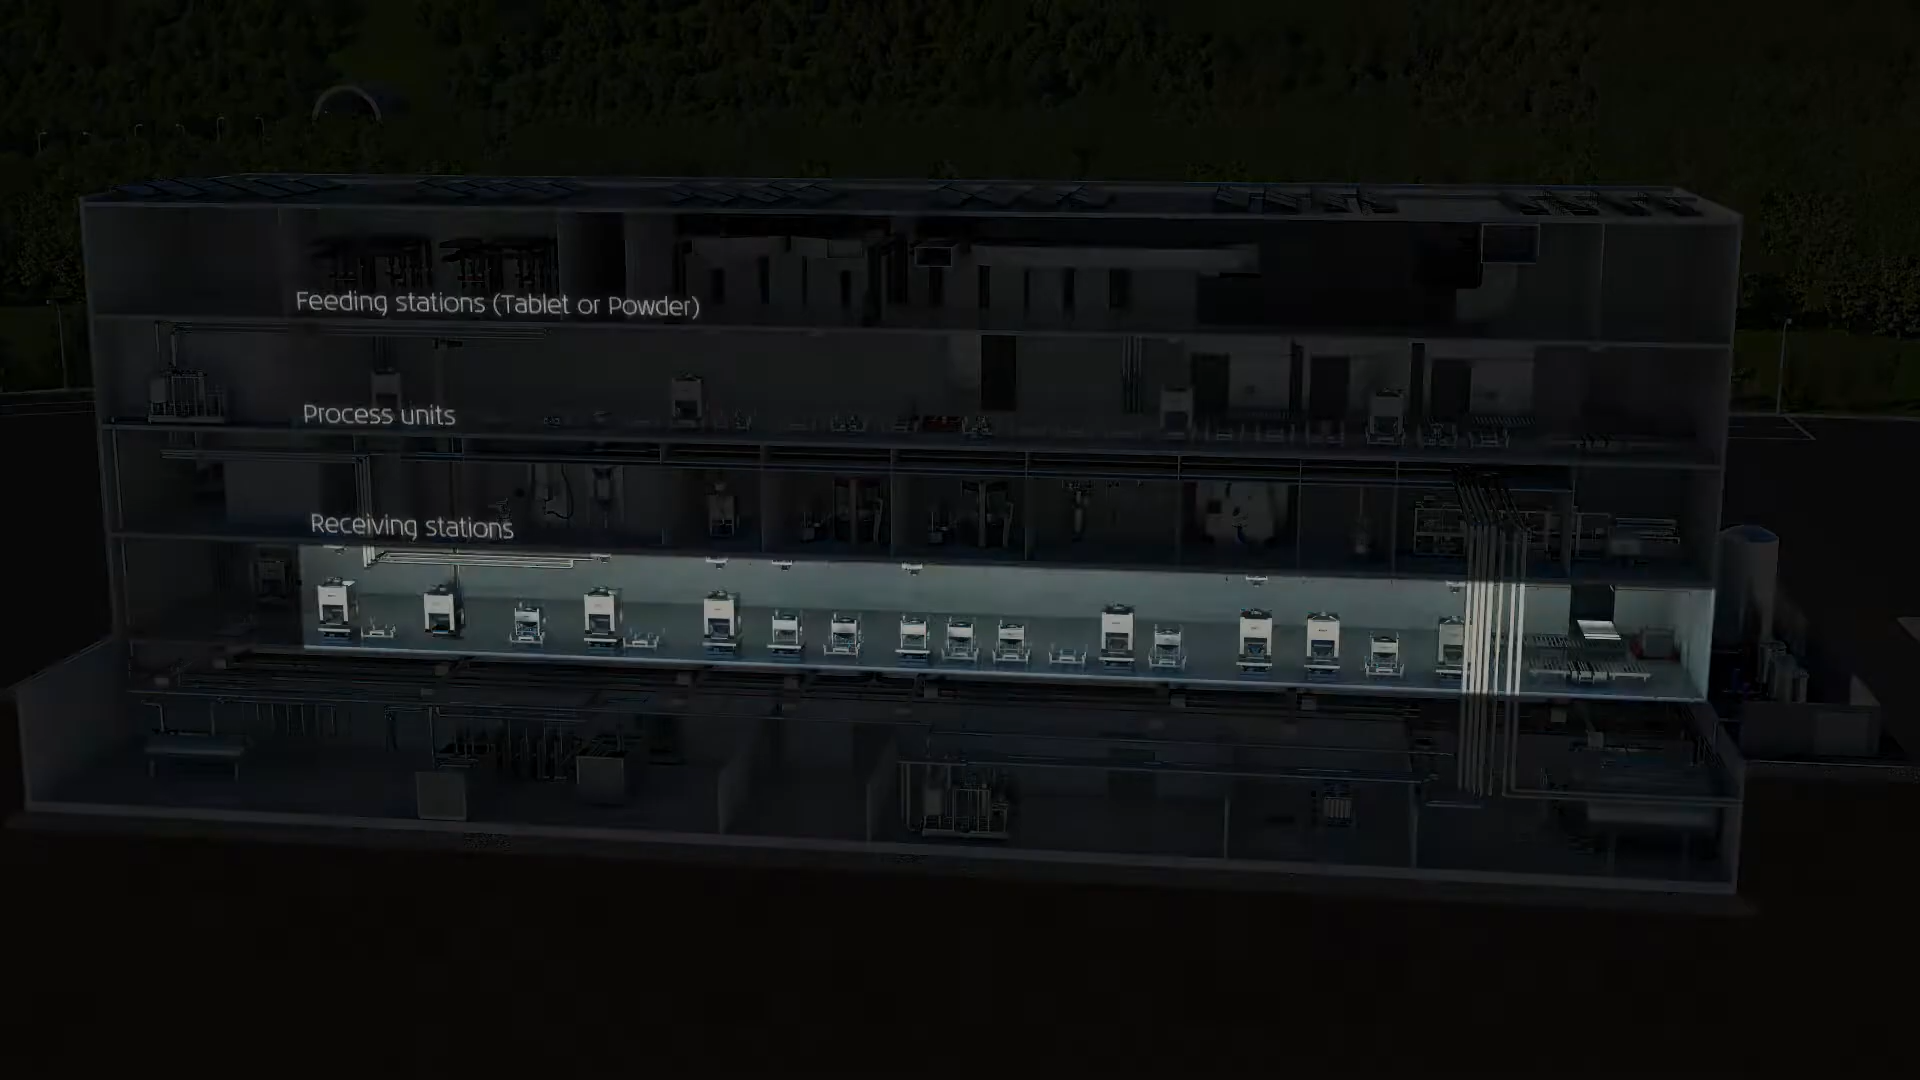 Feeding stations (Tablet or Powder)
Process units
Receiving stations